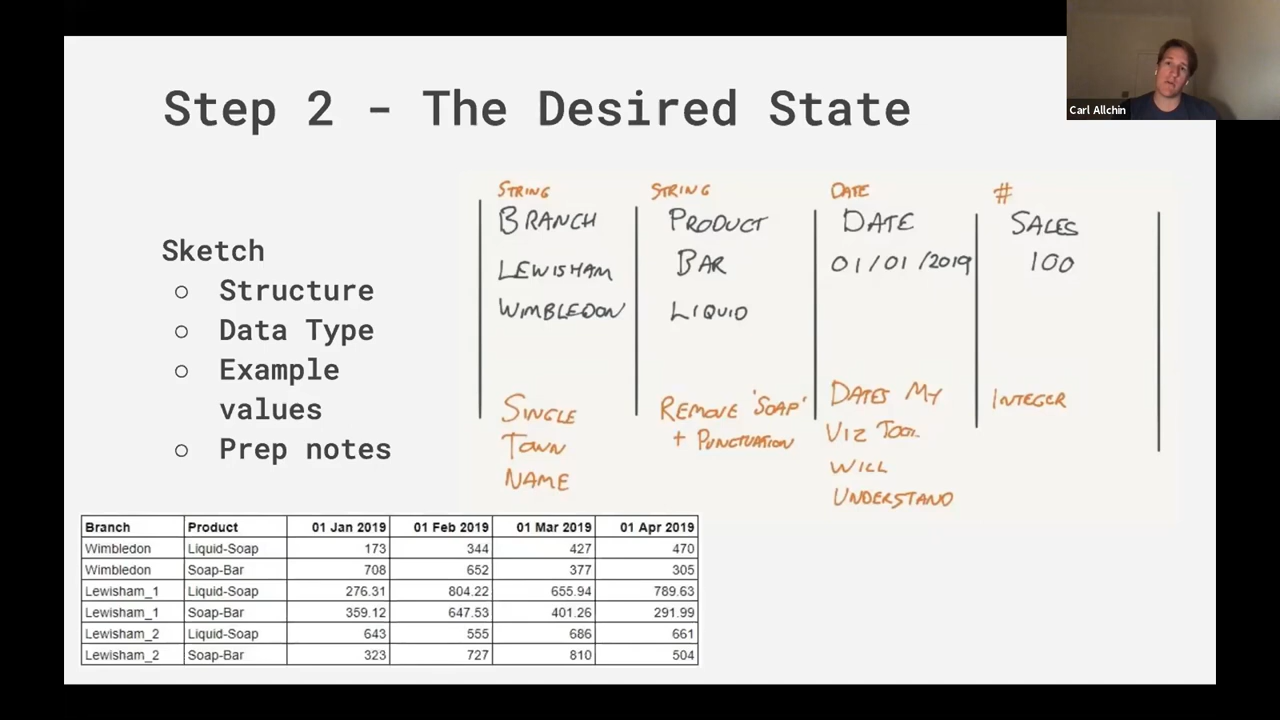 Carl Allchin
Step 2 - The Desired State
Sketch
○ Structure
○ Data Type
○ Example
values
○ Prep notes
STRING STRING DATE #
BRANCH PRODUCT DATE SALES
LEWISHAM BAR 01/01/2019 100
WIMBLEDON LIQUID
SINGLE
TOWN
NAME
REMOVE 'SOAP'
+ PUNCTUATION
DATES MY
VIZ TOOL
WILL
UNDERSTAND
INTEGER
Branch Product 01 Jan 2019 01 Feb 2019 01 Mar 2019 01 Apr 2019
Wimbledon Liquid-Soap 173 344 427 470
Wimbledon Soap-Bar 708 652 377 305
Lewisham_1 Liquid-Soap 276.31 804.22 655.94 789.63
Lewisham_1 Soap-Bar 359.12 647.53 401.26 291.99
Lewisham_2 Liquid-Soap 643 555 686 661
Lewisham_2 Soap-Bar 323 727 810 504